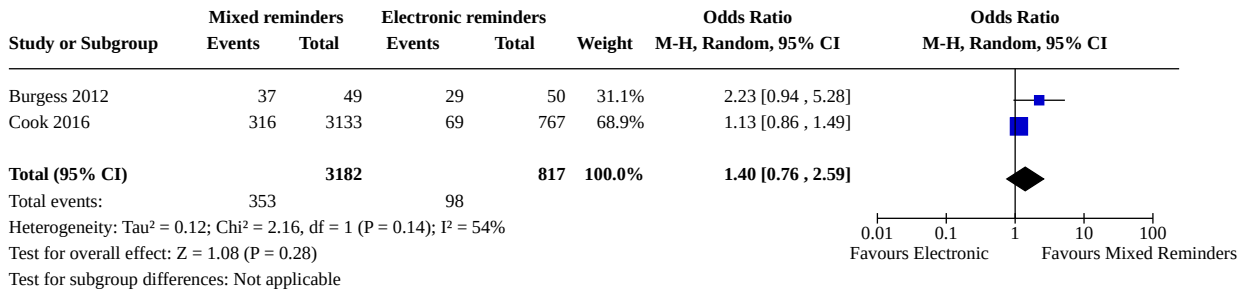 Mixed reminders Electronic reminders Odds Ratio Odds Ratio
Study or Subgroup Events Total Events Total Weight M-H, Random, 95% CI M-H, Random, 95% CI
Burgess 2012 37 49 29 50 31.1% 2.23 [0.94 , 5.28]
Cook 2016 316 3133 69 767 68.9% 1.13 [0.86 , 1.49]
Total (95% CI) 3182 817 100.0% 1.40 [0.76 , 2.59]
Total events: 353 98
Heterogeneity: Tau² = 0.12; Chi² = 2.16, df = 1 (P = 0.14); I² = 54%
0.01 0.1 1 10 100
Test for overall effect: Z = 1.08 (P = 0.28) Favours Electronic Favours Mixed Reminders
Test for subgroup differences: Not applicable